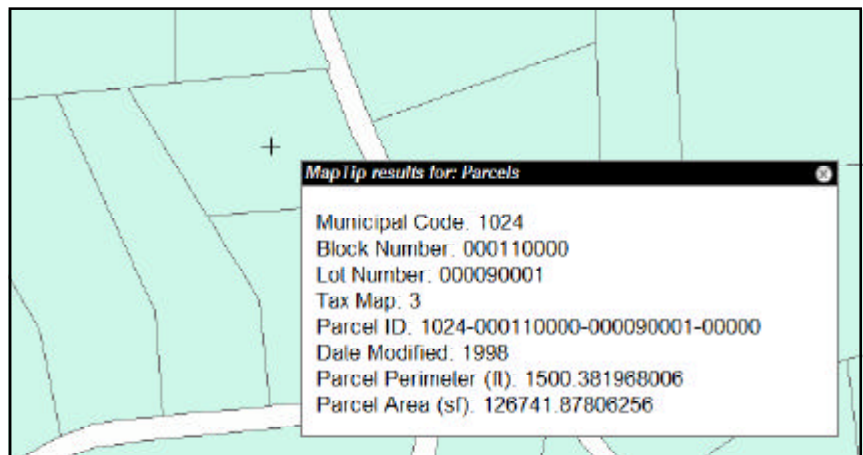 MapTip results for: Parcels
Municipal Code: 1024
Block Number: 000110000
Lot Number: 000090001
Tax Map: 3
Parcel ID: 1024-000110000-000090001-00000
Date Modified: 1998
Parcel Perimeter (ft): 1500.381968006
Parcel Area (sf): 126741.87806256